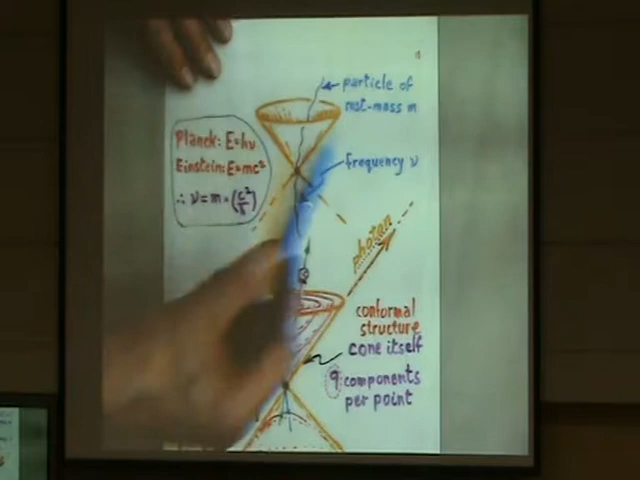 particle of
rest-mass m
Planck: E=hν
Einstein: E=mc²
∴ ν = m × (c²/h)
frequency ν
photon
conformal
structure
cone itself
9 components
per point